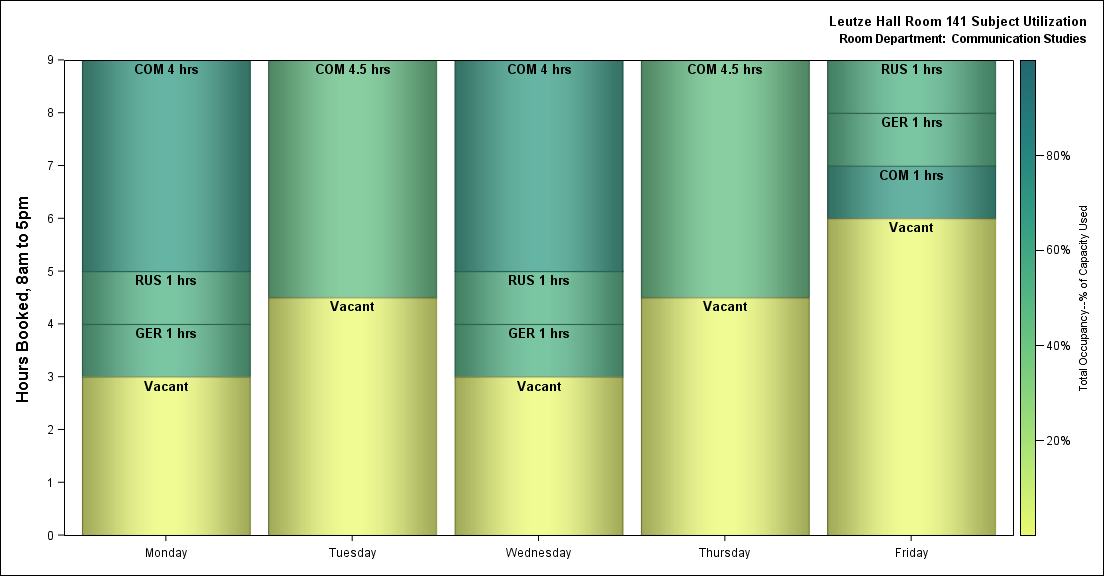 Leutze Hall Room 141 Subject Utilization
Room Department: Communication Studies
Hours Booked, 8am to 5pm
9
8
7
6
5
4
3
2
1
0
COM 4 hrs
RUS 1 hrs
GER 1 hrs
Vacant
COM 4.5 hrs
Vacant
COM 4 hrs
RUS 1 hrs
GER 1 hrs
Vacant
COM 4.5 hrs
Vacant
RUS 1 hrs
GER 1 hrs
COM 1 hrs
Vacant
Monday
Tuesday
Wednesday
Thursday
Friday
80%
60%
40%
20%
Total Occupancy--% of Capacity Used